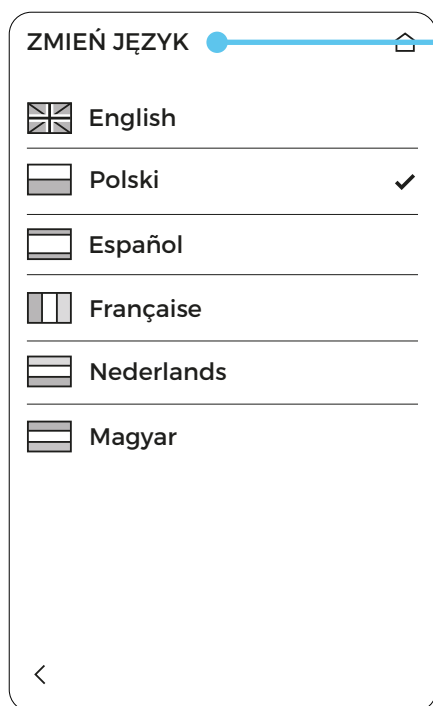 ZMIEŃ JĘZYK
English
Polski
Español
Française
Nederlands
Magyar